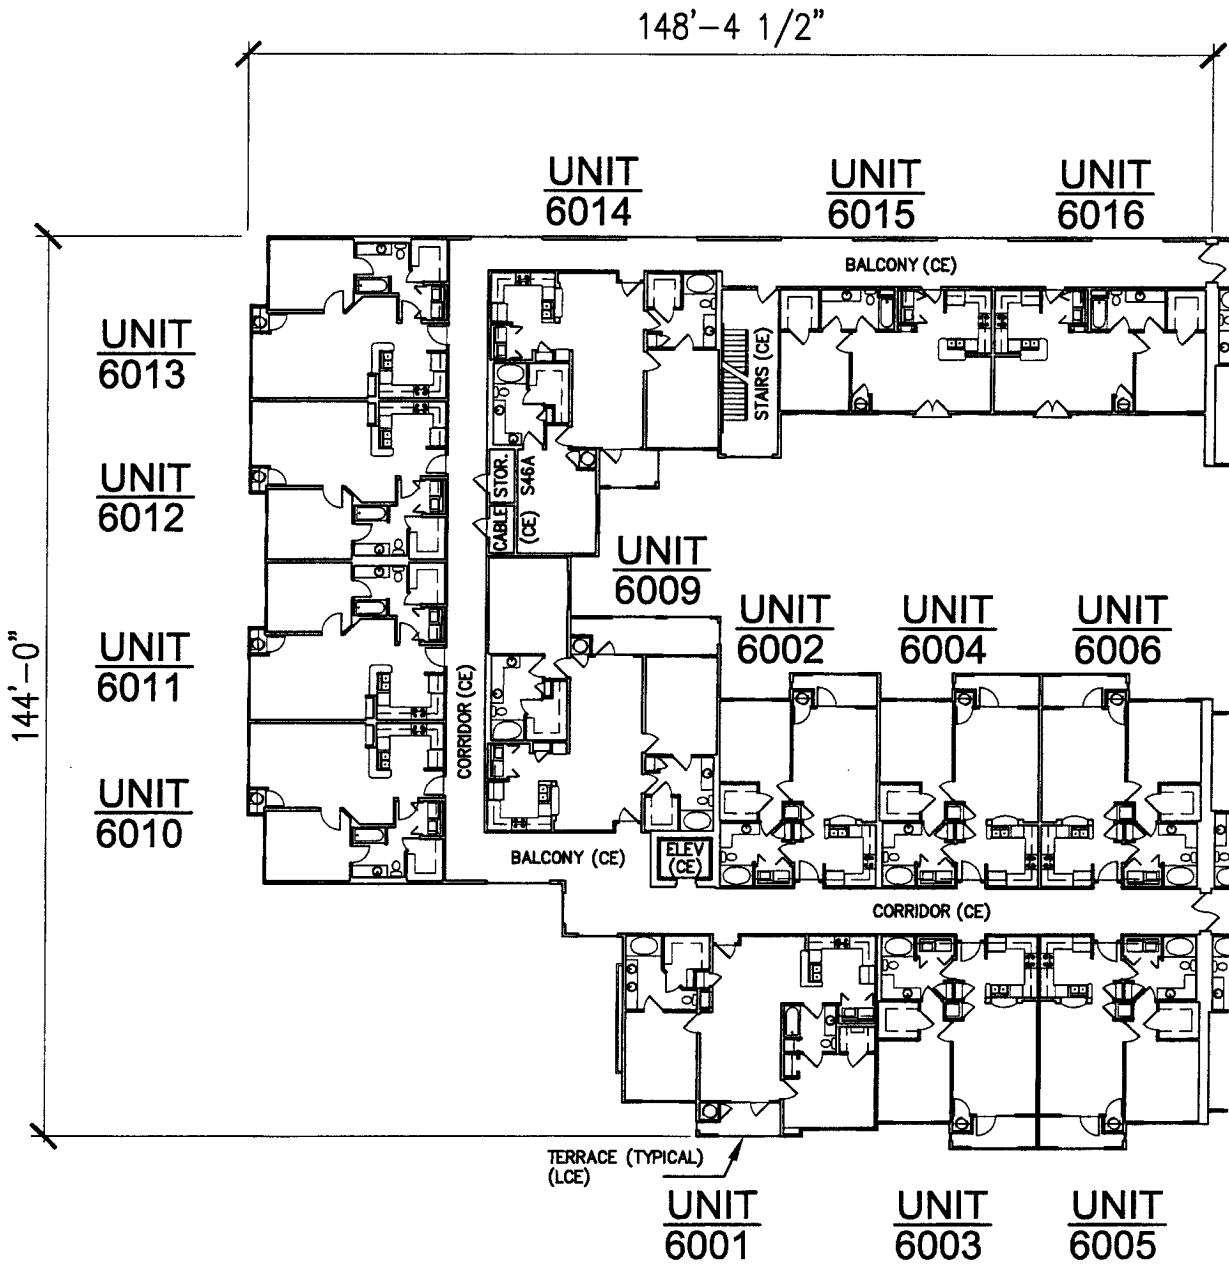 148'-4 1/2"
UNIT
6014
UNIT
6015
UNIT
6016
BALCONY (CE)
UNIT
6013
STAIRS (CE)
UNIT
6012
CABLE STOR.
(CE) S46A
UNIT
6009
UNIT
6002
UNIT
6004
UNIT
6006
144'-0"
UNIT
6011
CORRIDOR (CE)
UNIT
6010
BALCONY (CE)
ELEV
(CE)
CORRIDOR (CE)
TERRACE (TYPICAL)
(LCE)
UNIT
6001
UNIT
6003
UNIT
6005